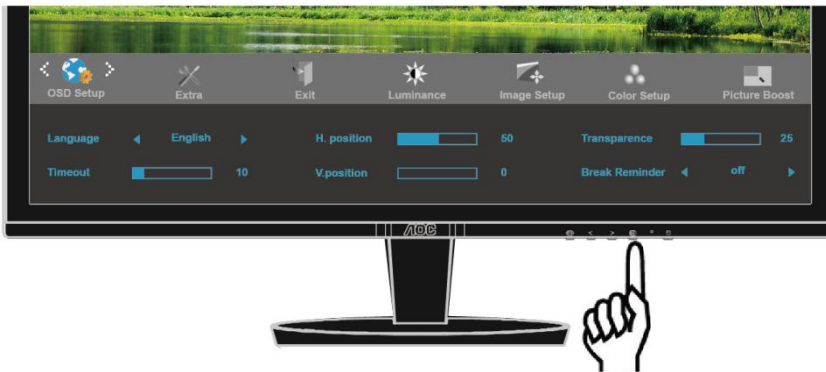 OSD Setup Extra Exit Luminance Image Setup Color Setup Picture Boost
Language English H. position 50 Transparence 25
Timeout 10 V.position 0 Break Reminder off
AOC